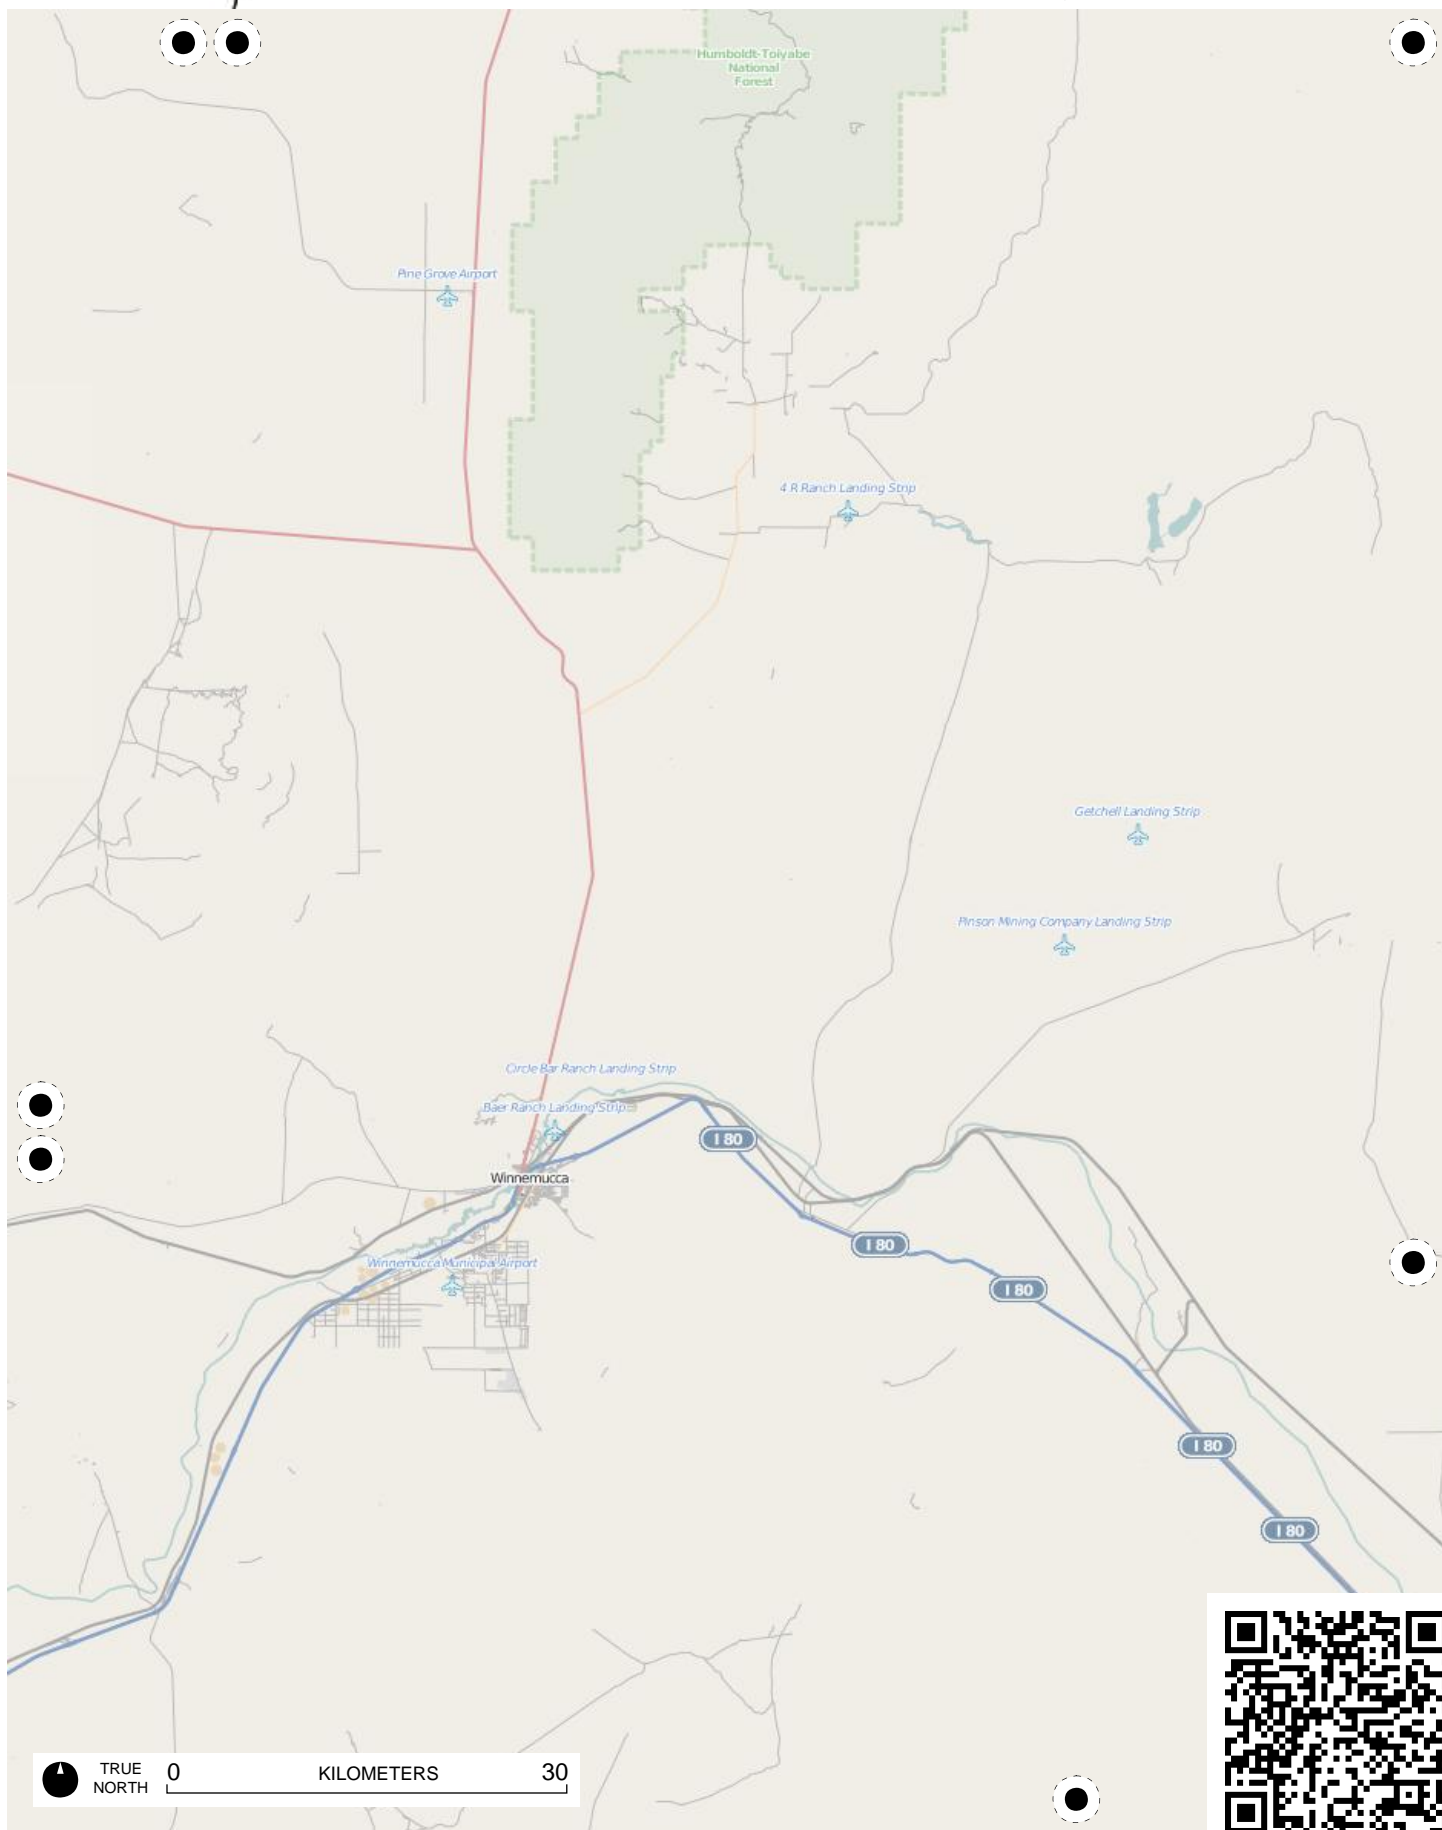 Humboldt-Toiyabe
National
Forest
Pine Grove Airport
4 R Ranch Landing Strip
Getchell Landing Strip
Pinson Mining Company Landing Strip
Circle Bar Ranch Landing Strip
Baer Ranch Landing Strip
I 80
Winnemucca
I 80
Winnemucca Municipal Airport
I 80
I 80
I 80
TRUE
NORTH
0 KILOMETERS 30